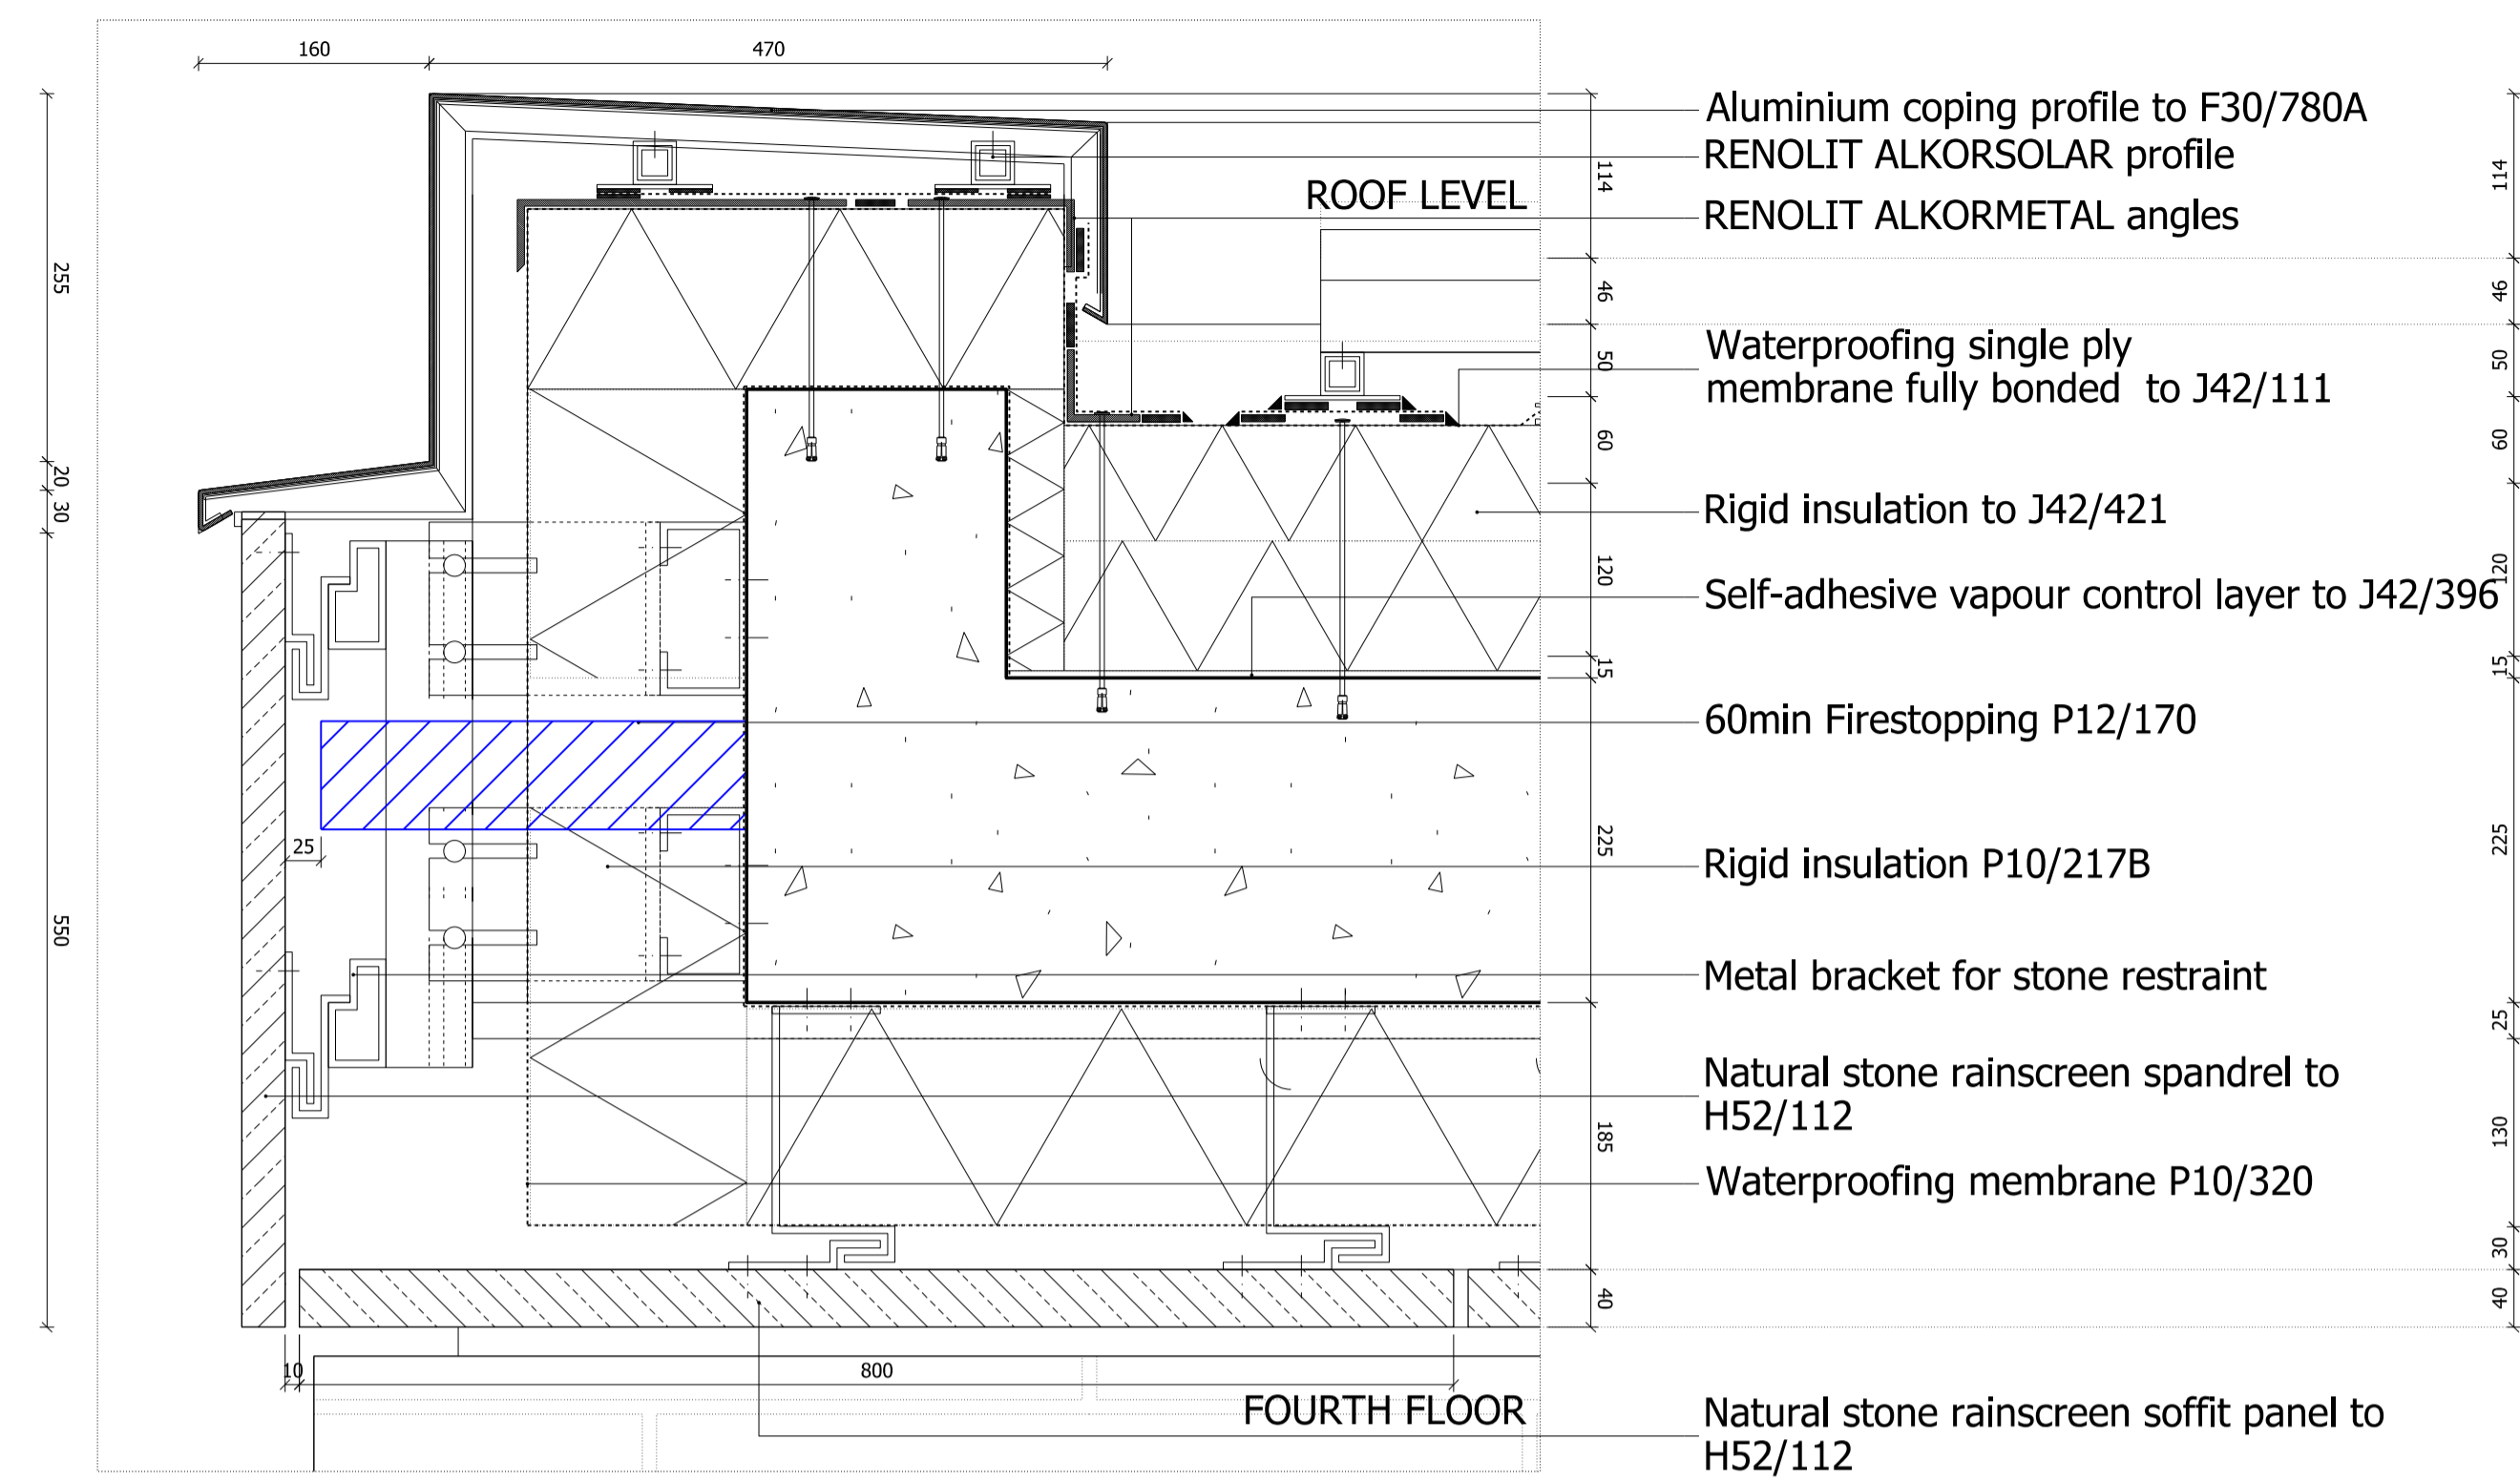 160
470
Aluminium coping profile to F30/780A
RENOLIT ALKORSOLAR profile
ROOF LEVEL
RENOLIT ALKORMETAL angles
Waterproofing single ply
membrane fully bonded  to J42/111
Rigid insulation to J42/421
Self-adhesive vapour control layer to J42/396
60min Firestopping P12/170
Rigid insulation P10/217B
Metal bracket for stone restraint
Natural stone rainscreen spandrel to
H52/112
Waterproofing membrane P10/320
FOURTH FLOOR
Natural stone rainscreen soffit panel to
H52/112
255
20
30
550
25
10
800
114
46
50
60
120
15
225
185
40
114
46
50
60
120
15
225
25
130
30
40